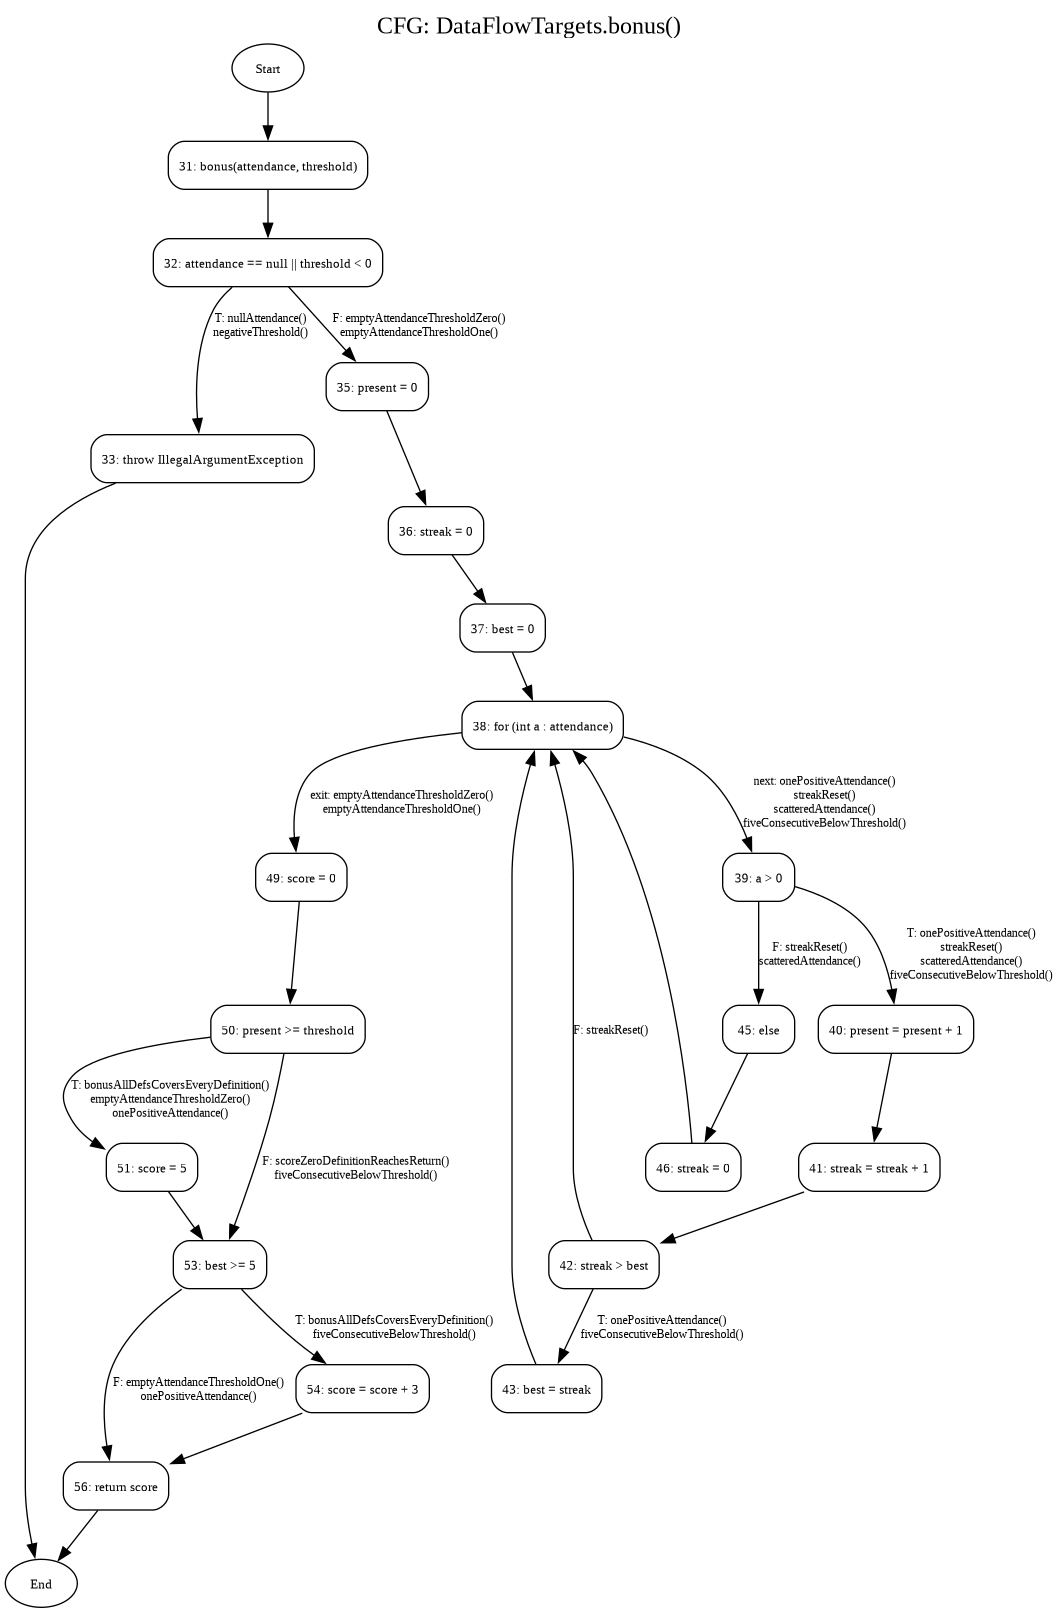 CFG: DataFlowTargets.bonus()
Start
31: bonus(attendance, threshold)
32: attendance == null || threshold < 0
T: nullAttendance()
negativeThreshold()
F: emptyAttendanceThresholdZero()
emptyAttendanceThresholdOne()
35: present = 0
33: throw IllegalArgumentException
36: streak = 0
37: best = 0
38: for (int a : attendance)
exit: emptyAttendanceThresholdZero()
emptyAttendanceThresholdOne()
next: onePositiveAttendance()
streakReset()
scatteredAttendance()
fiveConsecutiveBelowThreshold()
49: score = 0
39: a > 0
F: streakReset()
scatteredAttendance()
T: onePositiveAttendance()
streakReset()
scatteredAttendance()
fiveConsecutiveBelowThreshold()
50: present >= threshold
F: streakReset()
45: else
40: present = present + 1
T: bonusAllDefsCoversEveryDefinition()
emptyAttendanceThresholdZero()
onePositiveAttendance()
51: score = 5
F: scoreZeroDefinitionReachesReturn()
fiveConsecutiveBelowThreshold()
46: streak = 0
41: streak = streak + 1
53: best >= 5
42: streak > best
T: bonusAllDefsCoversEveryDefinition()
fiveConsecutiveBelowThreshold()
T: onePositiveAttendance()
fiveConsecutiveBelowThreshold()
F: emptyAttendanceThresholdOne()
onePositiveAttendance()
54: score = score + 3
43: best = streak
56: return score
End